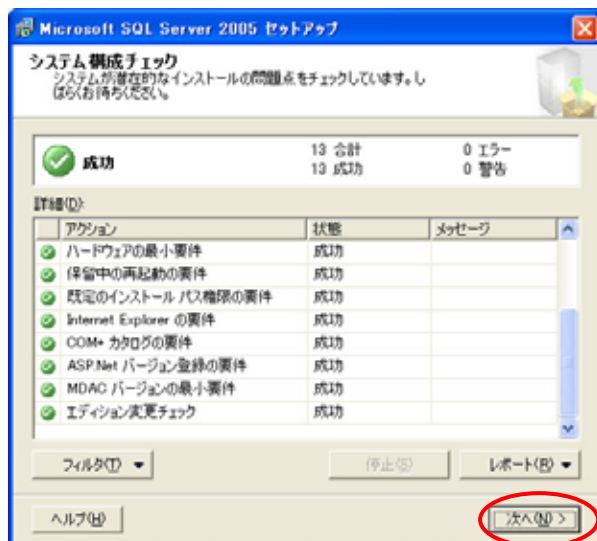 Microsoft SQL Server 2005 セットアップ
システム構成チェック
システムが潜在的なインストールの問題点をチェックしています。し
ばらくお待ちください。
成功
13 合計
0 エラー
13 成功
0 警告
詳細(D):
アクション 状態 メッセージ
ハードウェアの最小要件 成功
保留中の再起動の要件 成功
既定のインストール パス権限の要件 成功
Internet Explorer の要件 成功
COM+ カタログの要件 成功
ASP.Net バージョン登録の要件 成功
MDAC バージョンの最小要件 成功
エディション変更チェック 成功
フィルタ(T) 停止(S) レポート(R)
ヘルプ(H) 次へ(N) >